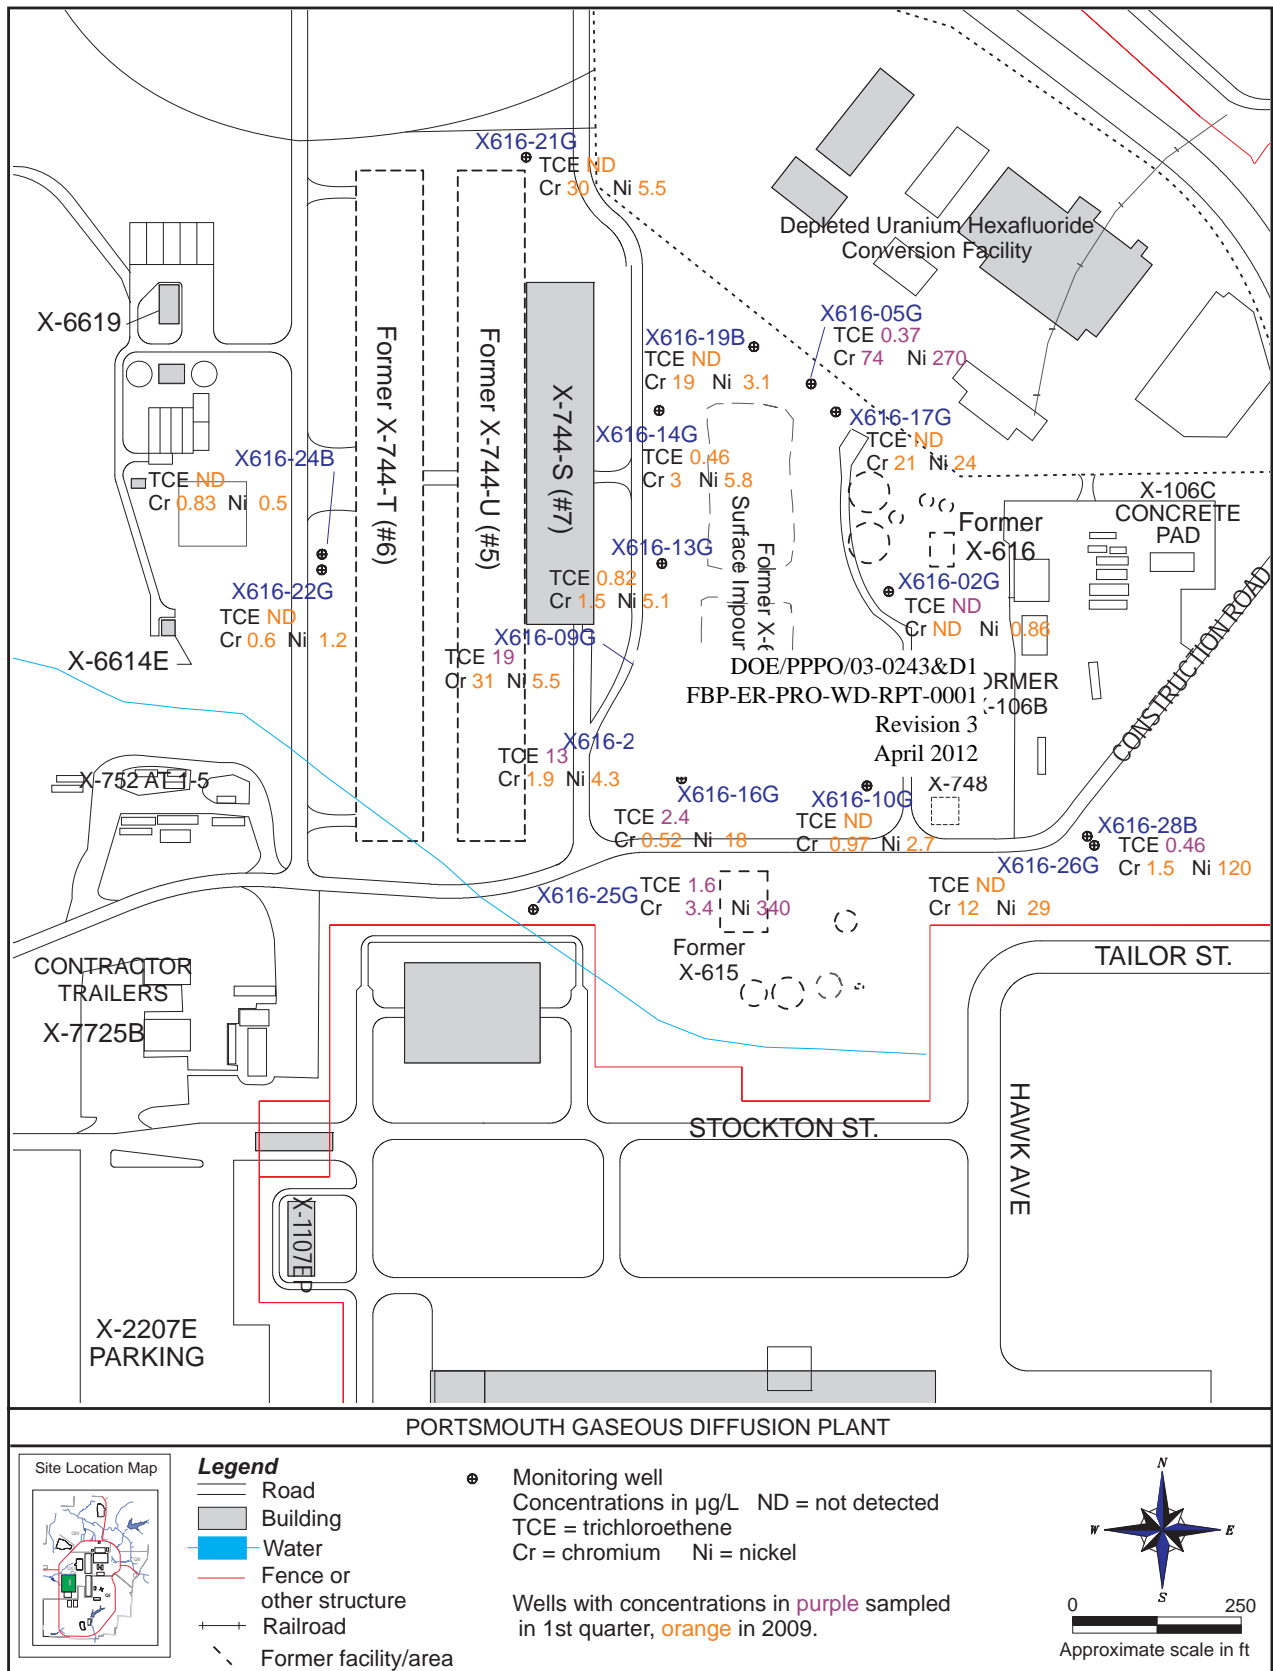 X616-21G
TCE ND
Cr 30 Ni 5.5
Depleted Uranium Hexafluoride
Conversion Facility
X-6619
X616-05G
TCE 0.37
Cr 74 Ni 270
X616-19B
TCE ND
Cr 19 Ni 3.1
Former X-744-T (#6)
Former X-744-U (#5)
X-744-S (#7)
X616-17G
TCE ND
Cr 21 Ni 24
X616-14G
TCE 0.46
Cr 3 Ni 5.8
X616-24B
TCE ND
Cr 0.83 Ni 0.5
X-106C
CONCRETE
PAD
Former
X-616
Former X-6
Surface Impour
X616-13G
TCE 0.82
Cr 1.5 Ni 5.1
X616-22G
TCE ND
Cr 0.6 Ni 1.2
X616-02G
TCE ND
Cr ND Ni 0.86
X616-09G
TCE 19
Cr 31 Ni 5.5
X-6614E
CONSTRUCTION ROAD
DOE/PPPO/03-0243&D1
FBP-ER-PRO-WD-RPT-0001
Revision 3
April 2012
ORMER
X-106B
X616-2
TCE 13
Cr 1.9 Ni 4.3
X-752 AT 1-5
X-748
X616-16G
TCE 2.4
Cr 0.52 Ni 18
X616-10G
TCE ND
Cr 0.97 Ni 2.7
X616-28B
TCE 0.46
Cr 1.5 Ni 120
X616-26G
TCE ND
Cr 12 Ni 29
X616-25G
TCE 1.6
Cr 3.4 Ni 340
Former
X-615
TAILOR ST.
CONTRACTOR
TRAILERS
X-7725B
STOCKTON ST.
HAWK AVE
X-1107E P
X-2207E
PARKING
PORTSMOUTH GASEOUS DIFFUSION PLANT
Site Location Map
Legend
Road
Building
Water
Fence or
other structure
Railroad
Former facility/area
Monitoring well
Concentrations in µg/L ND = not detected
TCE = trichloroethene
Cr = chromium Ni = nickel
Wells with concentrations in purple sampled
in 1st quarter, orange in 2009.
N
W E
S
0 250
Approximate scale in ft